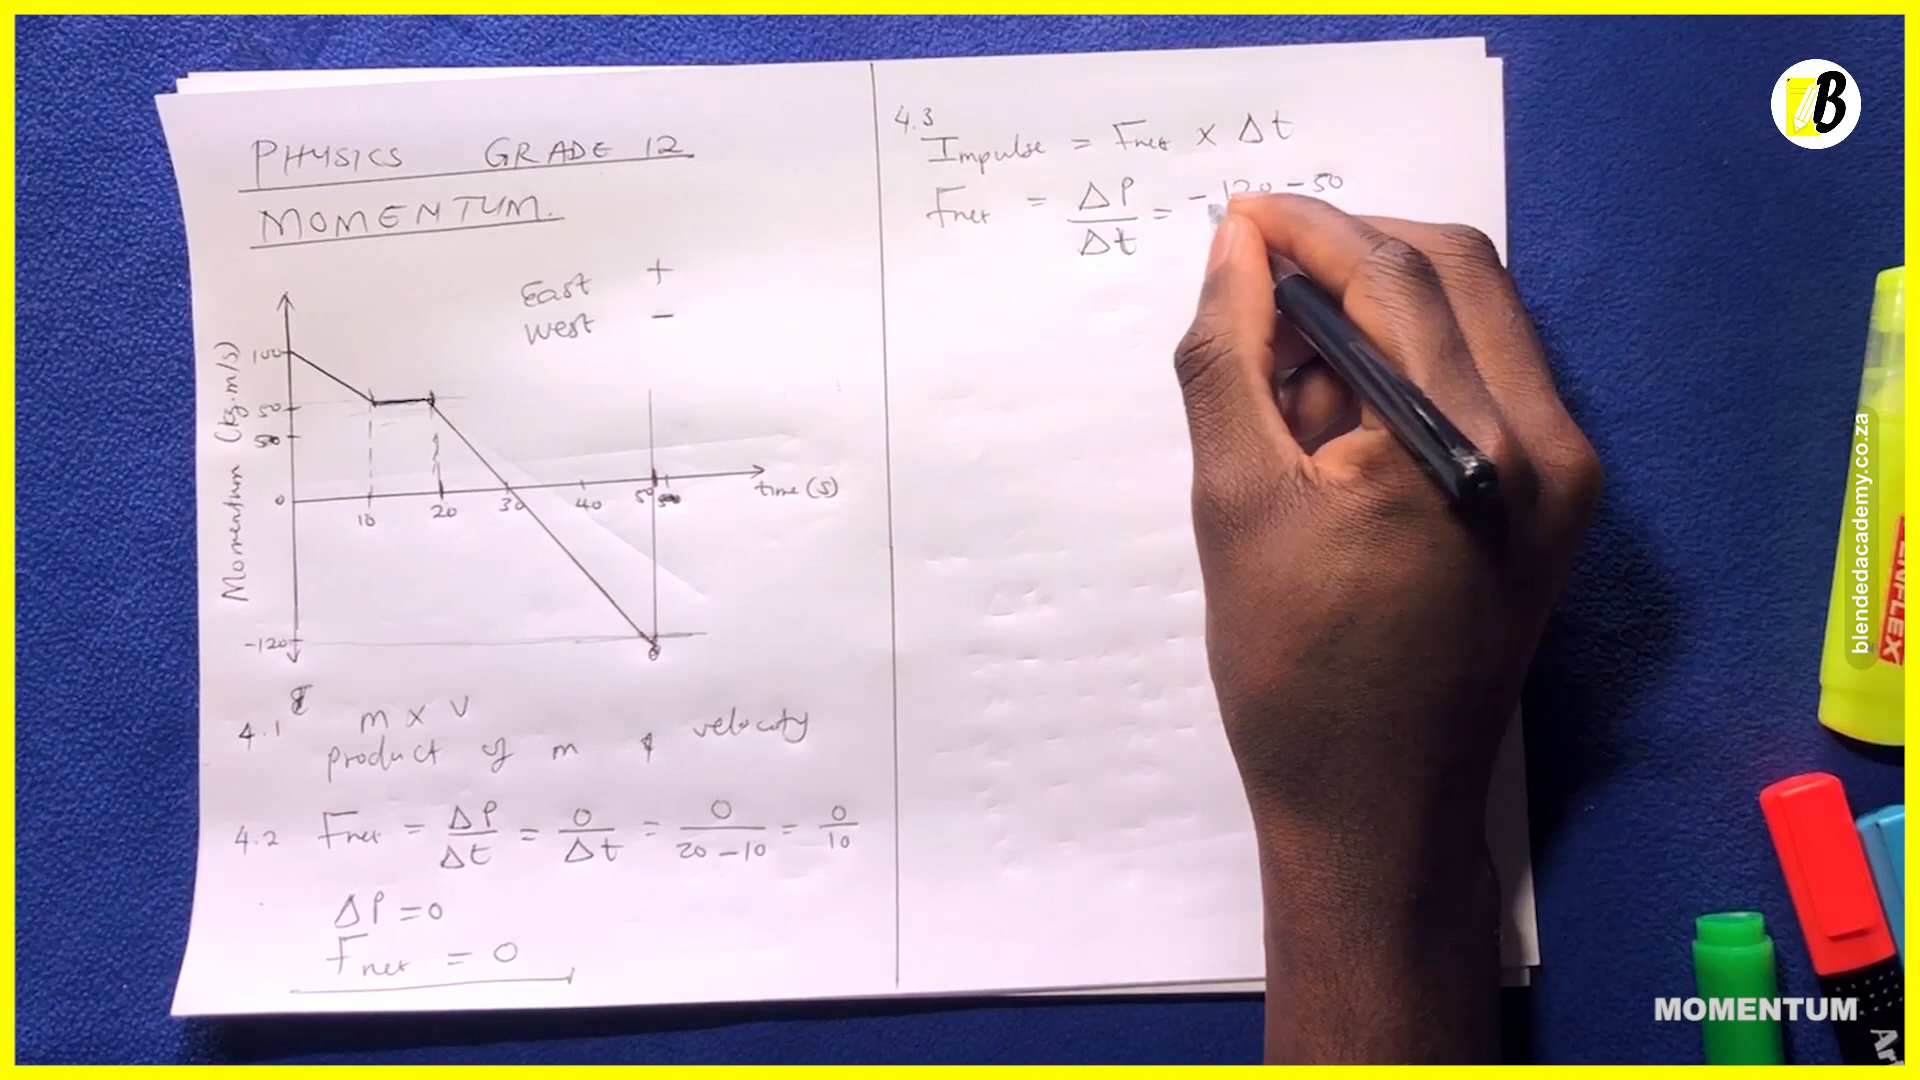 PHYSICS GRADE 12
MOMENTUM.
East +
West -
Momentum (kg.m/s)
100
50
50
0
-120
10 20 30 40 50
time (s)
4.1 m x v
product of m & velocity
4.2 Fnet = ΔP/Δt = 0/Δt = 0/20-10 = 0/10
ΔP = 0
Fnet = 0
4.3
Impulse = Fnet x Δt
Fnet = ΔP/Δt = -120 - 50
B
blendedacademy.co.za
MOMENTUM